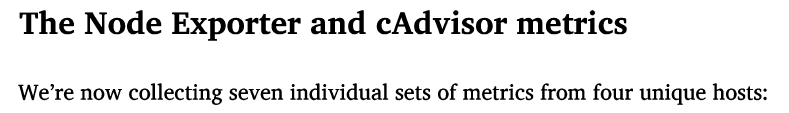 The Node Exporter and cAdvisor metrics
We’re now collecting seven individual sets of metrics from four unique hosts: